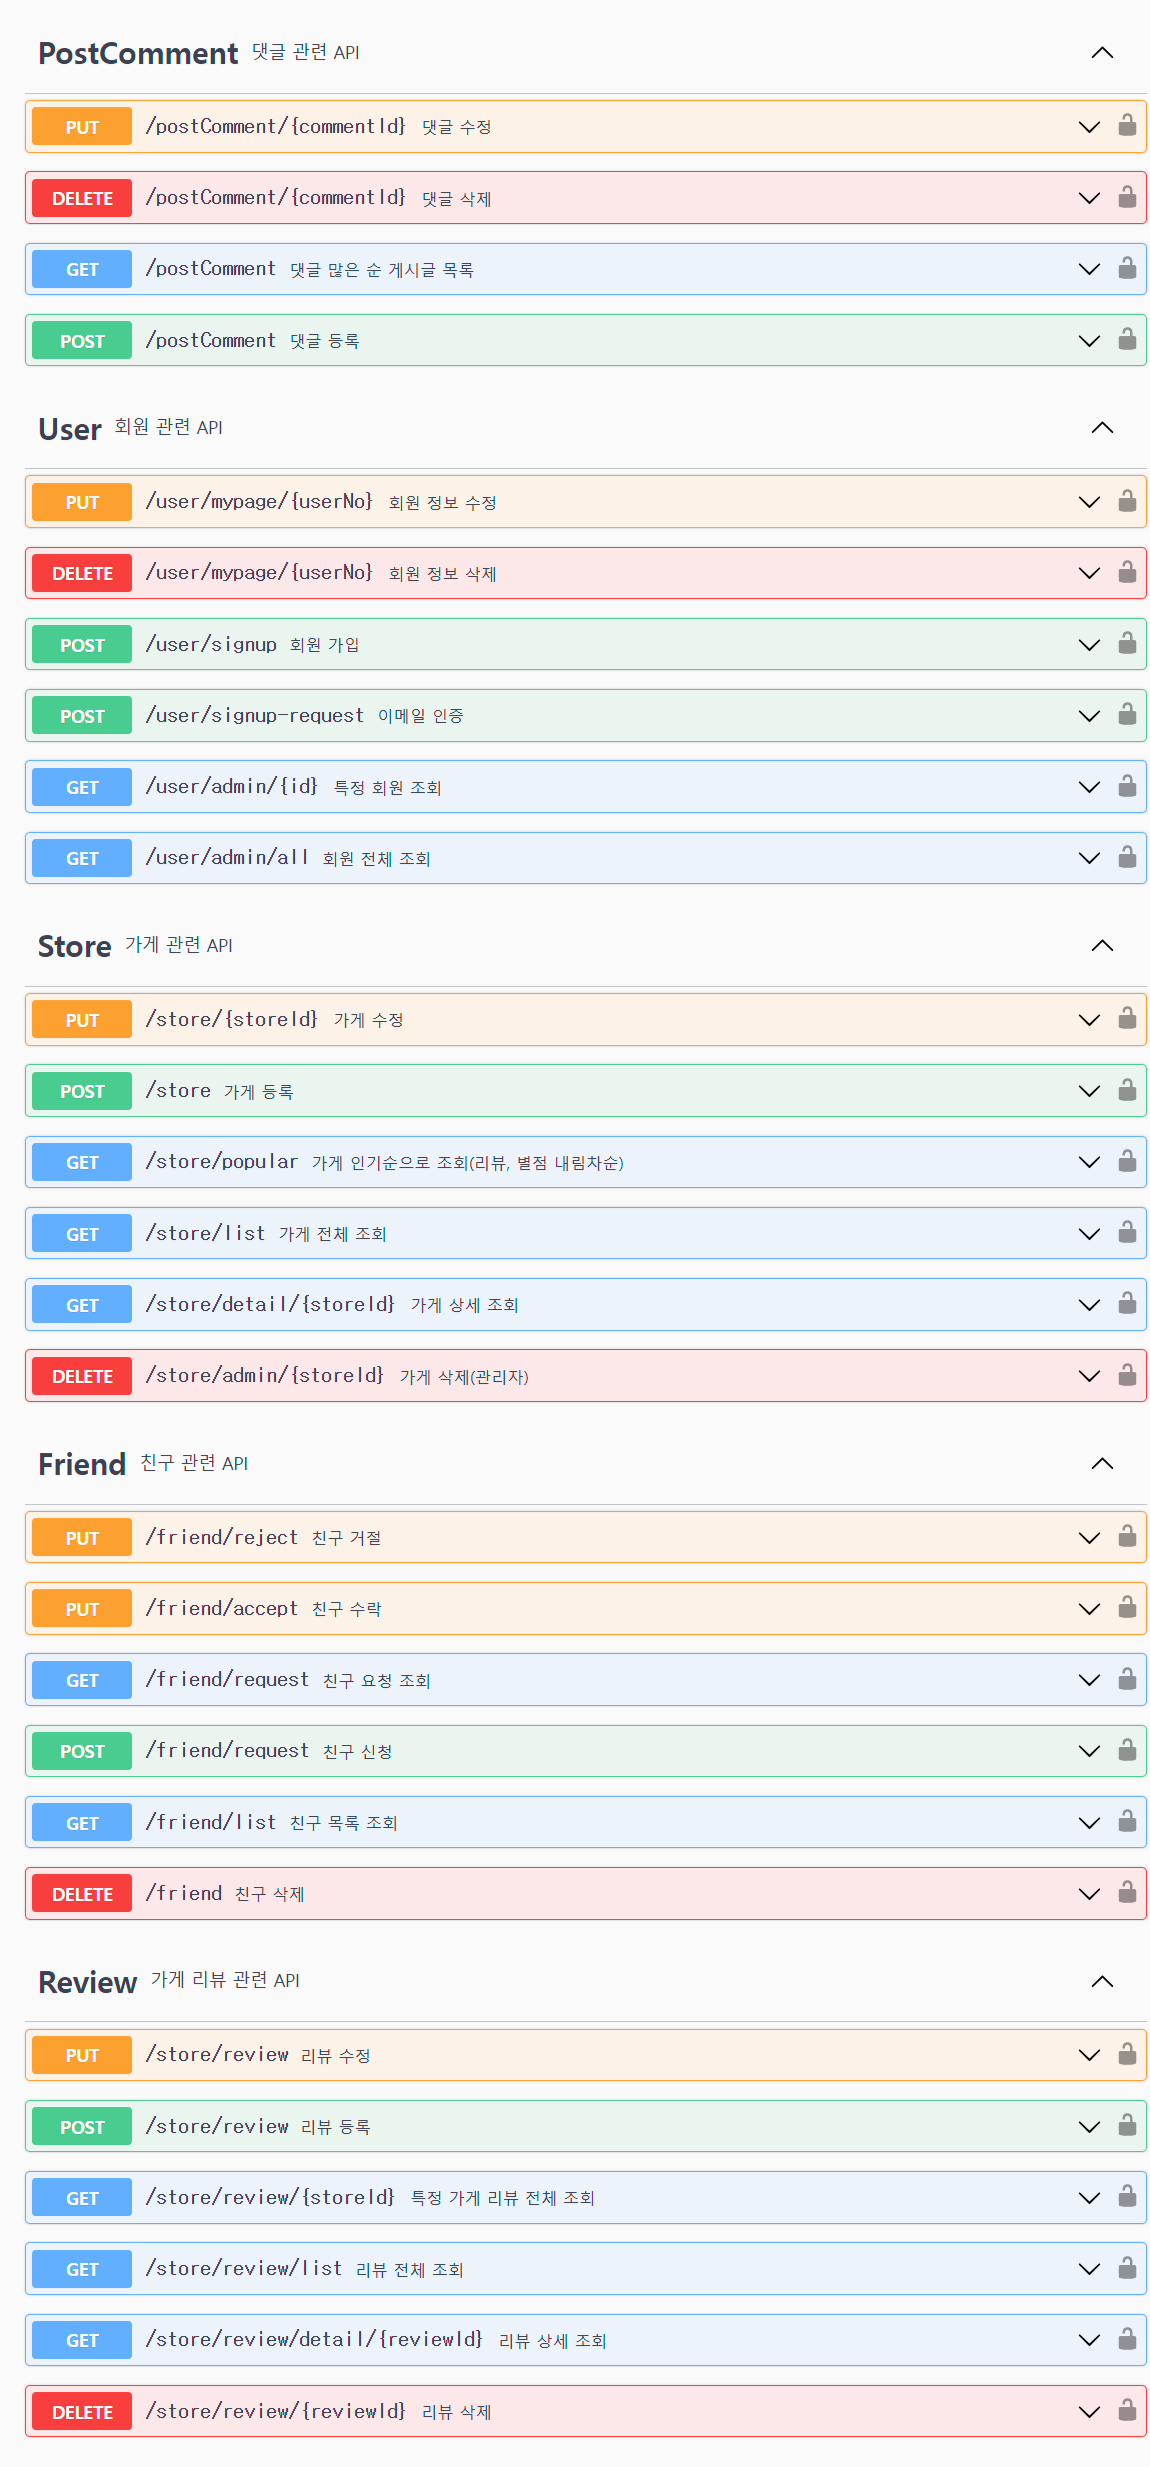 PostComment 댓글 관련 API
PUT /postComment/{commentId} 댓글 수정
DELETE /postComment/{commentId} 댓글 삭제
GET /postComment 댓글 많은 순 게시글 목록
POST /postComment 댓글 등록
User 회원 관련 API
PUT /user/mypage/{userNo} 회원 정보 수정
DELETE /user/mypage/{userNo} 회원 정보 삭제
POST /user/signup 회원 가입
POST /user/signup-request 이메일 인증
GET /user/admin/{id} 특정 회원 조회
GET /user/admin/all 회원 전체 조회
Store 가게 관련 API
PUT /store/{storeId} 가게 수정
POST /store 가게 등록
GET /store/popular 가게 인기순으로 조회(리뷰, 별점 내림차순)
GET /store/list 가게 전체 조회
GET /store/detail/{storeId} 가게 상세 조회
DELETE /store/admin/{storeId} 가게 삭제(관리자)
Friend 친구 관련 API
PUT /friend/reject 친구 거절
PUT /friend/accept 친구 수락
GET /friend/request 친구 요청 조회
POST /friend/request 친구 신청
GET /friend/list 친구 목록 조회
DELETE /friend 친구 삭제
Review 가게 리뷰 관련 API
PUT /store/review 리뷰 수정
POST /store/review 리뷰 등록
GET /store/review/{storeId} 특정 가게 리뷰 전체 조회
GET /store/review/list 리뷰 전체 조회
GET /store/review/detail/{reviewId} 리뷰 상세 조회
DELETE /store/review/{reviewId} 리뷰 삭제